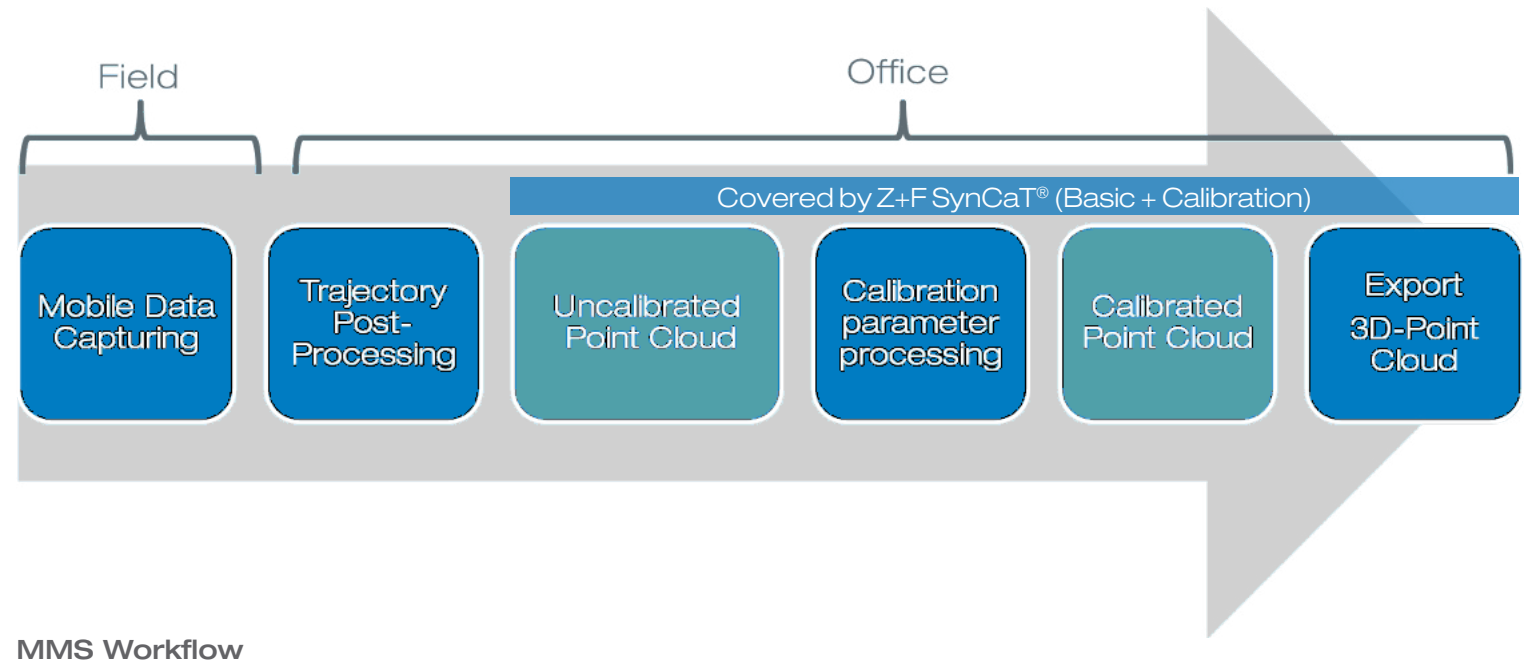 Field
Office
Covered by Z+F SynCaT® (Basic + Calibration)
Mobile Data
Capturing
Trajectory
Post-
Processing
Uncalibrated
Point Cloud
Calibration
parameter
processing
Calibrated
Point Cloud
Export
3D-Point
Cloud
MMS Workflow